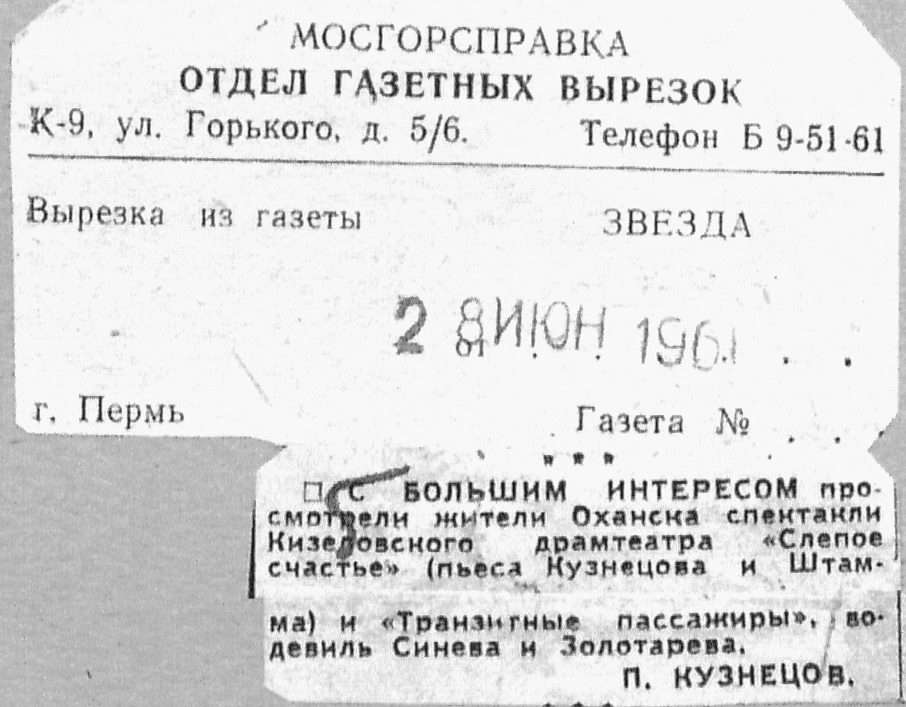 МОСГОРСПРАВКА
ОТДЕЛ ГАЗЕТНЫХ ВЫРЕЗОК
К-9, ул. Горького, д. 5/6. Телефон Б 9-51-61
Вырезка из газеты ЗВЕЗДА
2 8 ИЮН 1961 . .
г. Пермь Газета № . . .
* * *
□ С БОЛЬШИМ ИНТЕРЕСОМ про-
смотрели жители Оханска спектакли
Кизеловского драмтеатра «Слепое
счастье» (пьеса Кузнецова и Штам-
ма) и «Транзитные пассажиры», во-
девиль Синева и Золотарева.
П. КУЗНЕЦОВ.